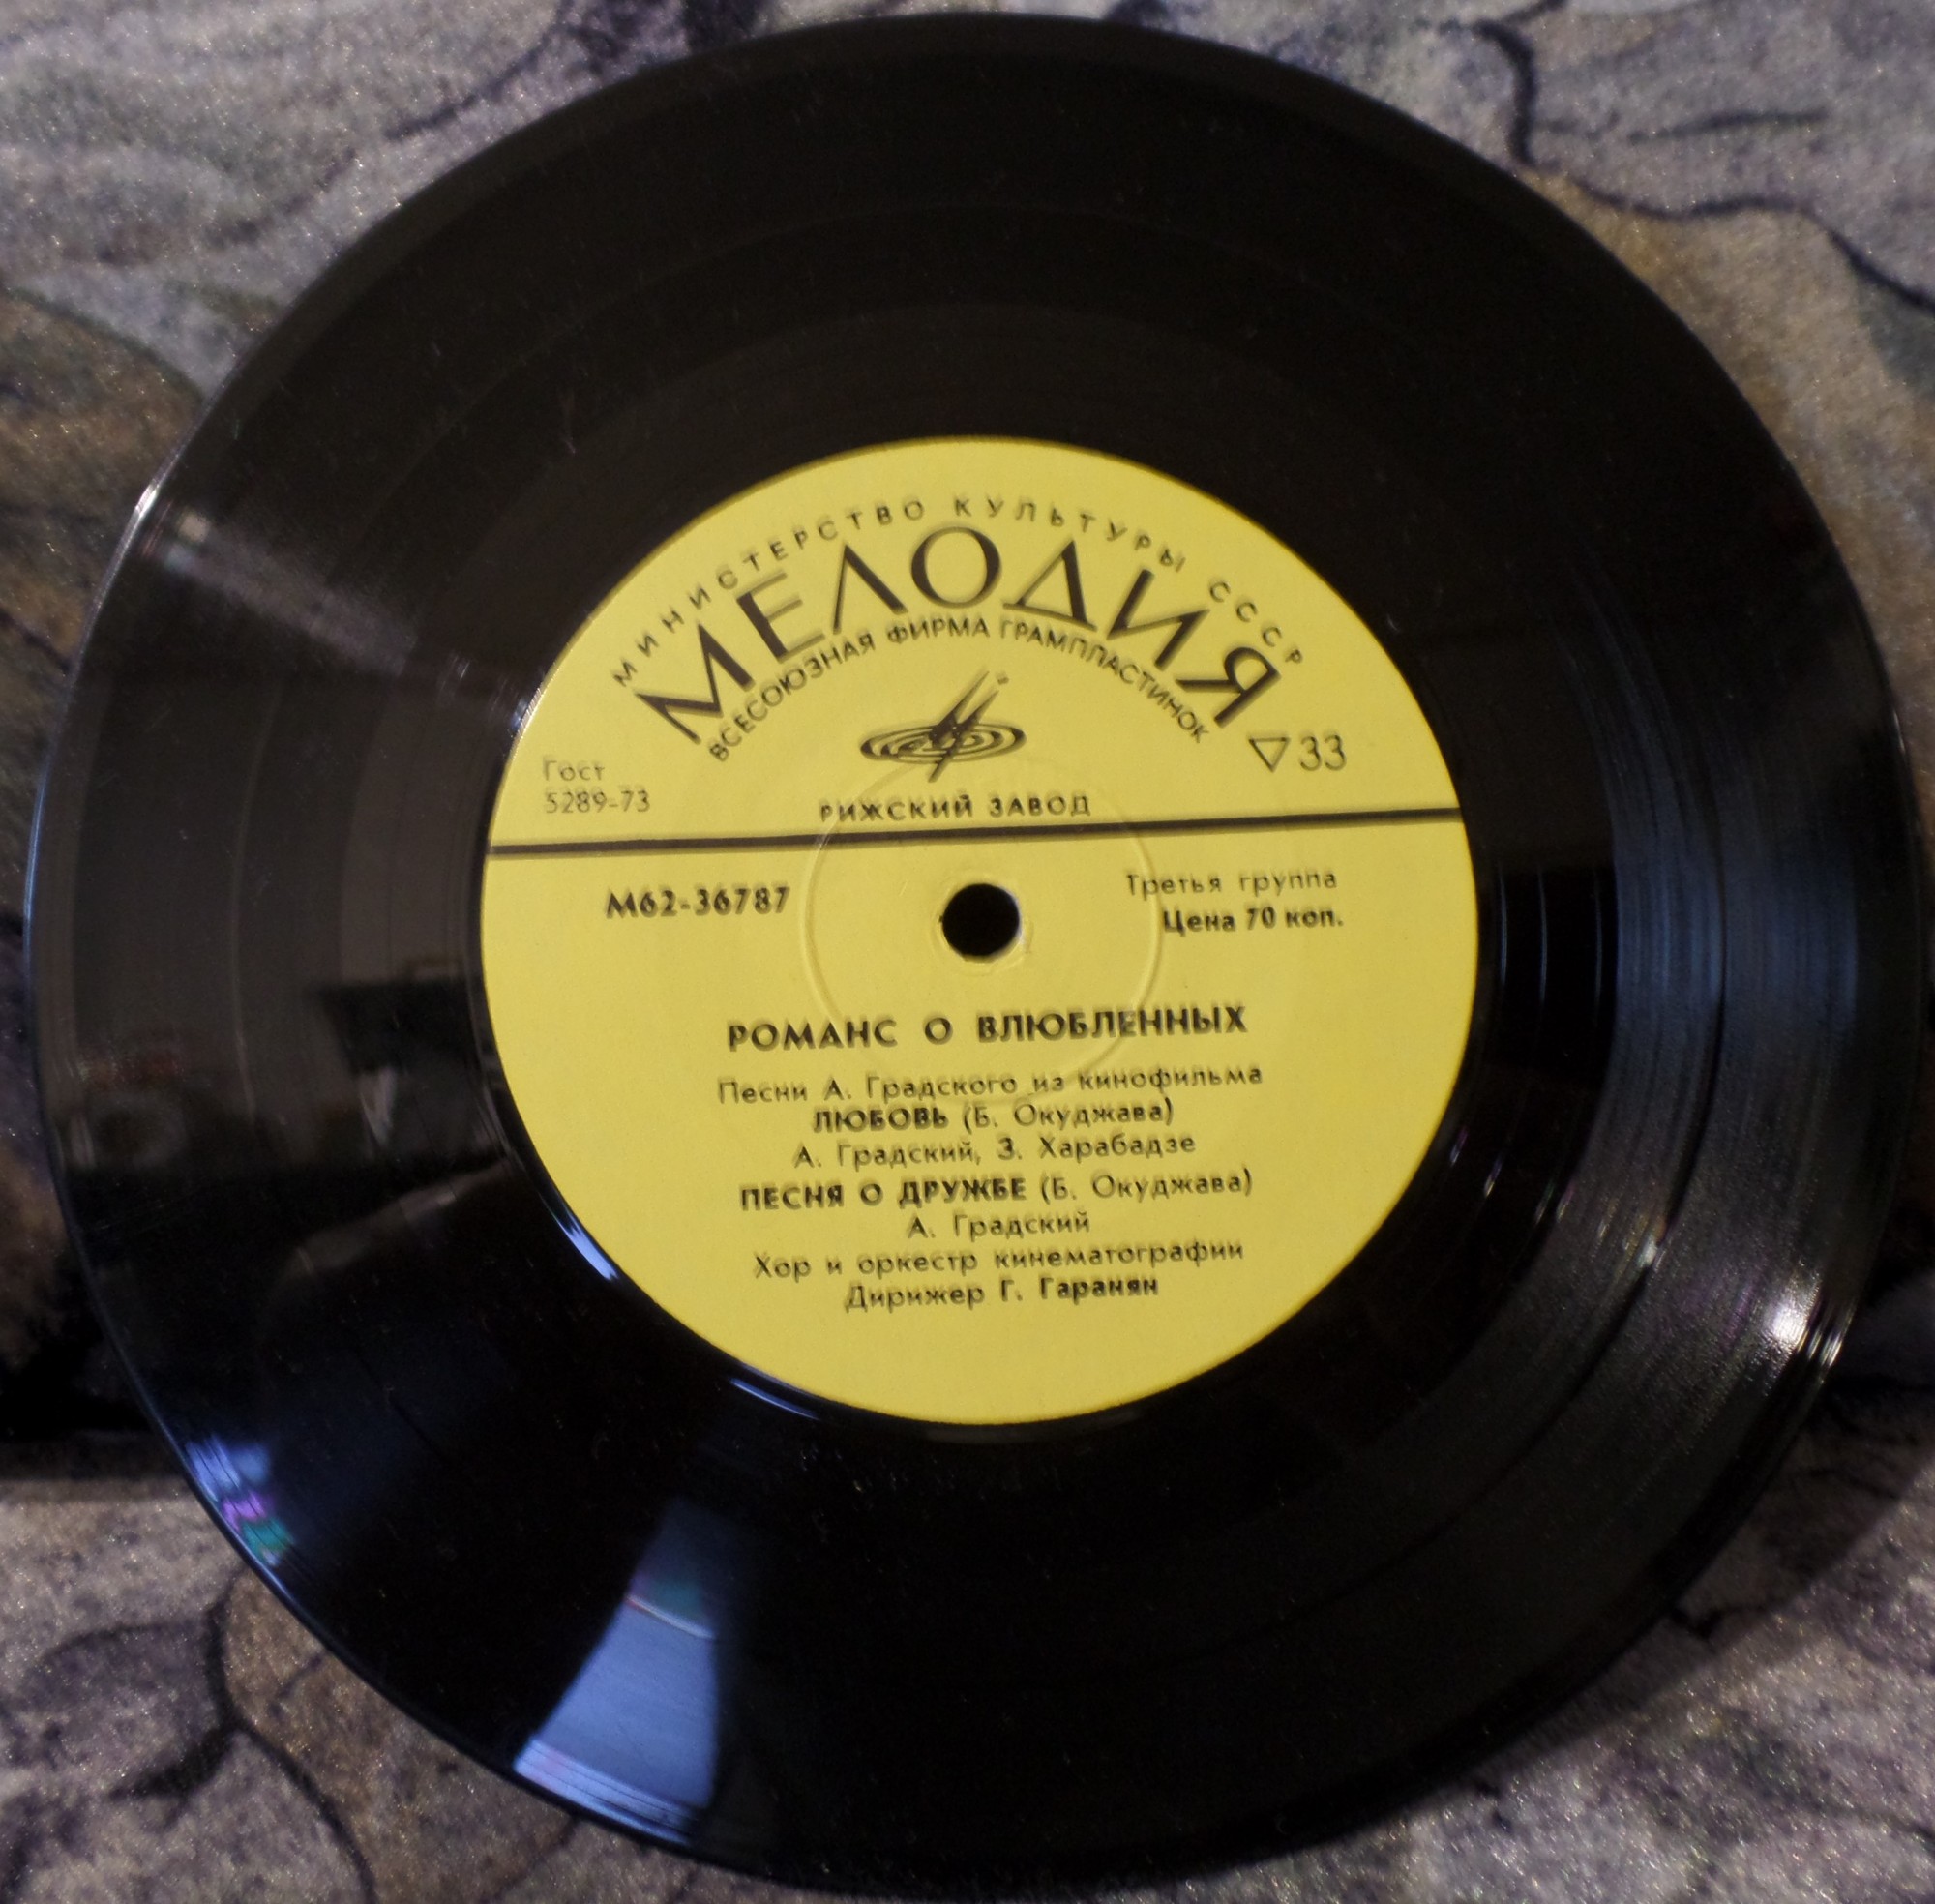 МИНИСТЕРСТВО КУЛЬТУРЫ СССР
МЕЛОДИЯ
ВСЕСОЮЗНАЯ ФИРМА ГРАМПЛАСТИНОК
▽33
Гост
5289-73
РИЖСКИЙ ЗАВОД
М62-36787
Третья группа
Цена 70 коп.
РОМАНС О ВЛЮБЛЕННЫХ
Песни А. Градского из кинофильма
ЛЮБОВЬ (Б. Окуджава)
А. Градский, З. Харабадзе
ПЕСНЯ О ДРУЖБЕ (Б. Окуджава)
А. Градский
Хор и оркестр кинематографии
Дирижер Г. Гаранян